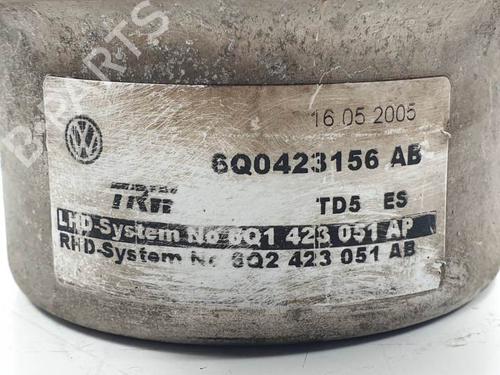 B-PARTS
16.05.2005
6Q0423156 AB
TRW TD5 ES
LHD-System No 6Q1 423 051 AP
RHD-System No 6Q2 423 051 AB